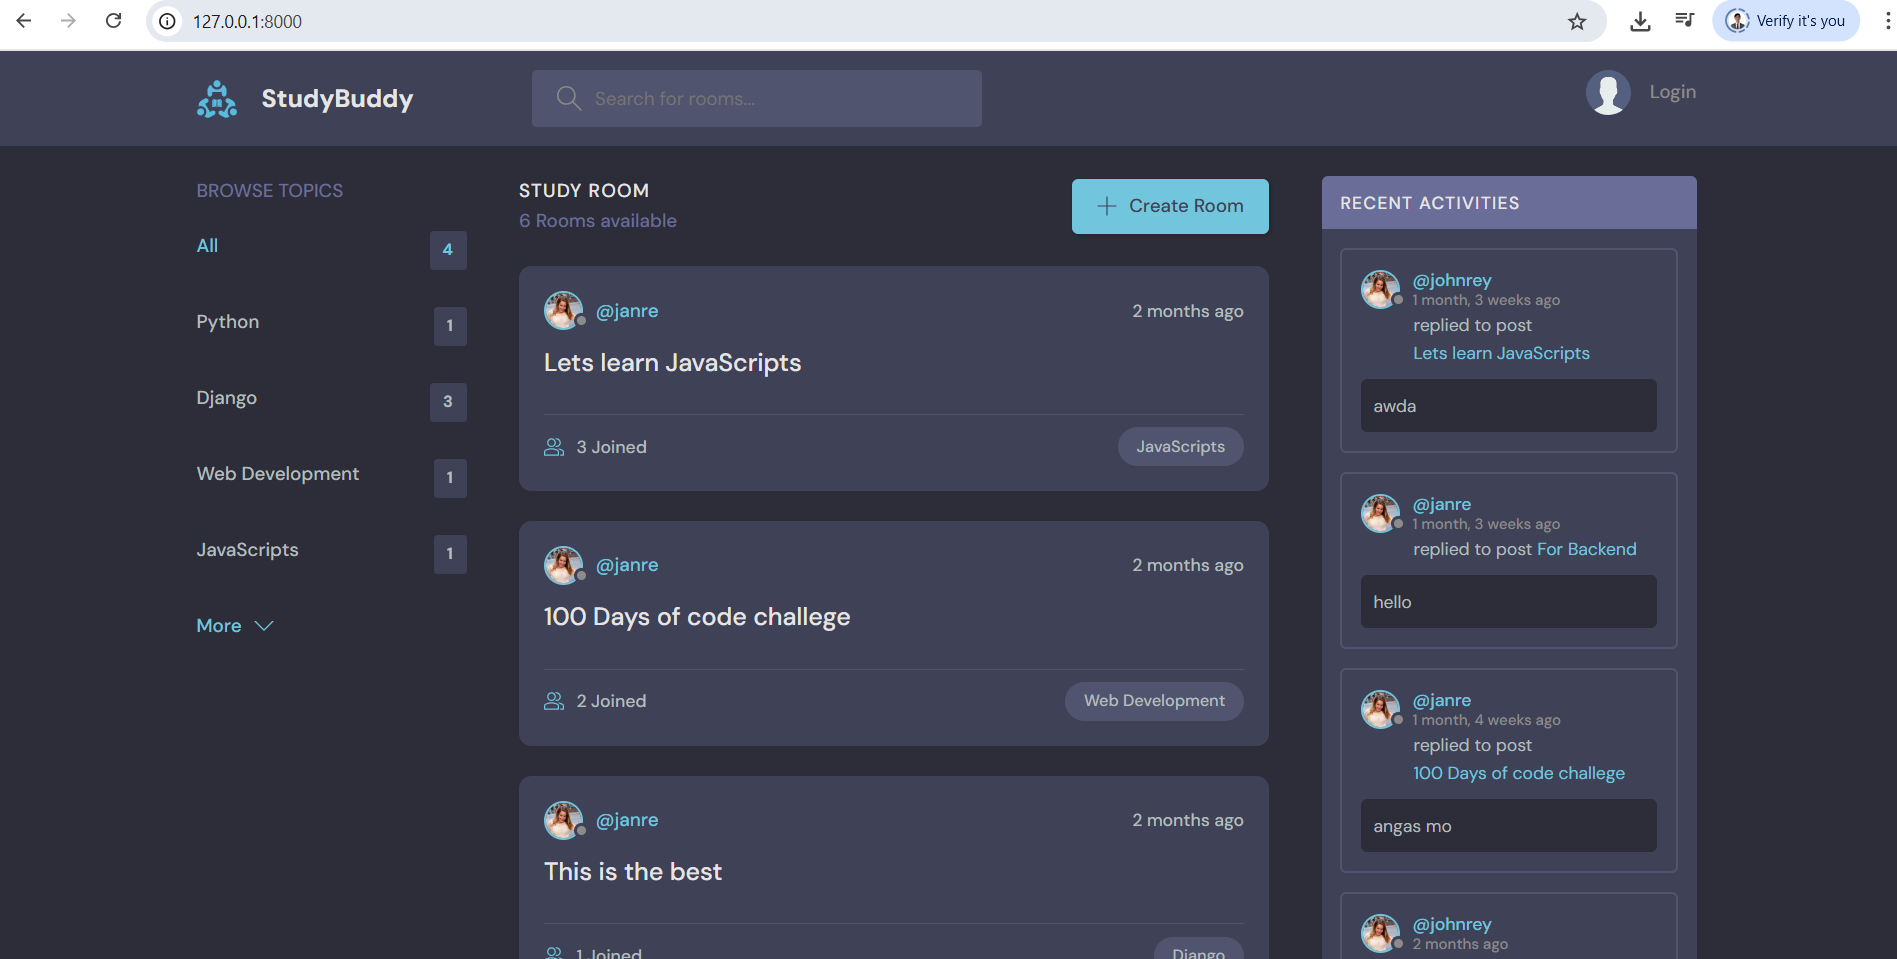 127.0.0.1:8000
Verify it's you
StudyBuddy
Search for rooms...
Login
BROWSE TOPICS
All 4
Python 1
Django 3
Web Development 1
JavaScripts 1
More
STUDY ROOM
6 Rooms available
Create Room
@janre 2 months ago
Lets learn JavaScripts
3 Joined JavaScripts
@janre 2 months ago
100 Days of code challege
2 Joined Web Development
@janre 2 months ago
This is the best
1 Joined Django
RECENT ACTIVITIES
@johnrey
1 month, 3 weeks ago
replied to post
Lets learn JavaScripts
awda
@janre
1 month, 3 weeks ago
replied to post For Backend
hello
@janre
1 month, 4 weeks ago
replied to post
100 Days of code challege
angas mo
@johnrey
2 months ago